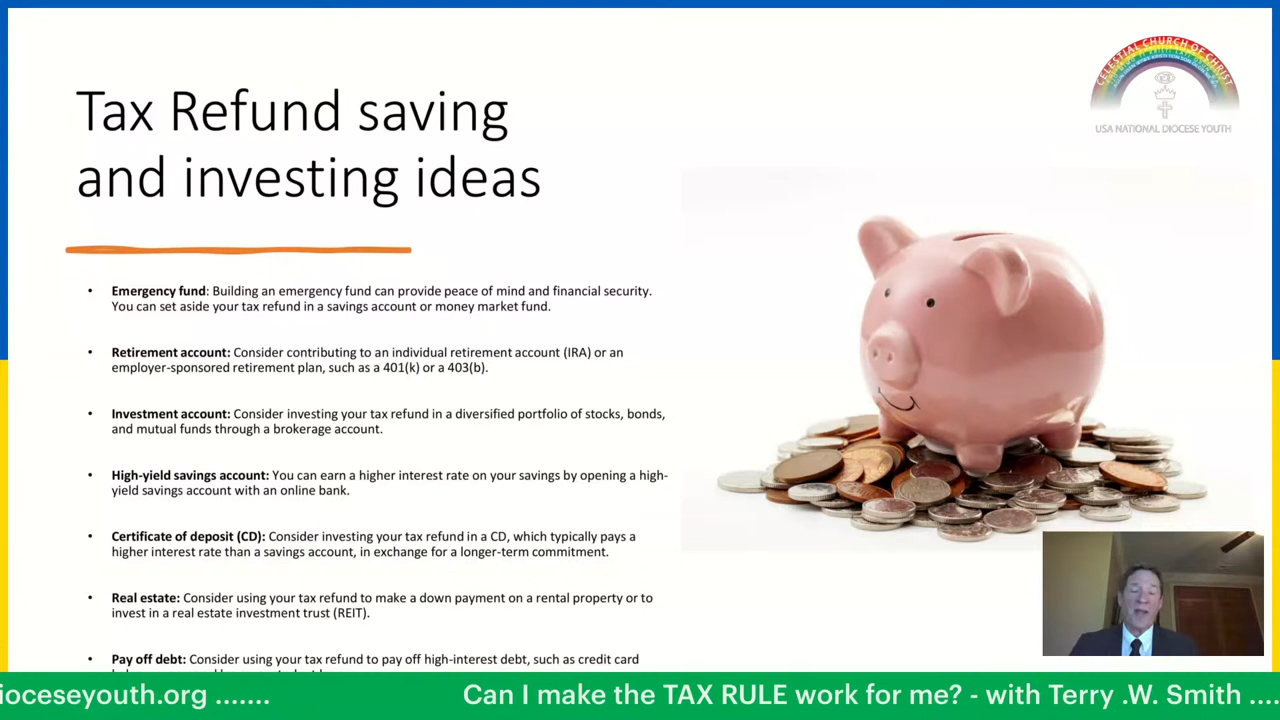 Tax Refund saving
and investing ideas
CELESTIAL CHURCH OF CHRIST
USA NATIONAL DIOCESE YOUTH
• Emergency fund: Building an emergency fund can provide peace of mind and financial security.
You can set aside your tax refund in a savings account or money market fund.
• Retirement account: Consider contributing to an individual retirement account (IRA) or an
employer-sponsored retirement plan, such as a 401(k) or a 403(b).
• Investment account: Consider investing your tax refund in a diversified portfolio of stocks, bonds,
and mutual funds through a brokerage account.
• High-yield savings account: You can earn a higher interest rate on your savings by opening a high-
yield savings account with an online bank.
• Certificate of deposit (CD): Consider investing your tax refund in a CD, which typically pays a
higher interest rate than a savings account, in exchange for a longer-term commitment.
• Real estate: Consider using your tax refund to make a down payment on a rental property or to
invest in a real estate investment trust (REIT).
• Pay off debt: Consider using your tax refund to pay off high-interest debt, such as credit card
ioceseyouth.org ....... Can I make the TAX RULE work for me? - with Terry .W. Smith ....